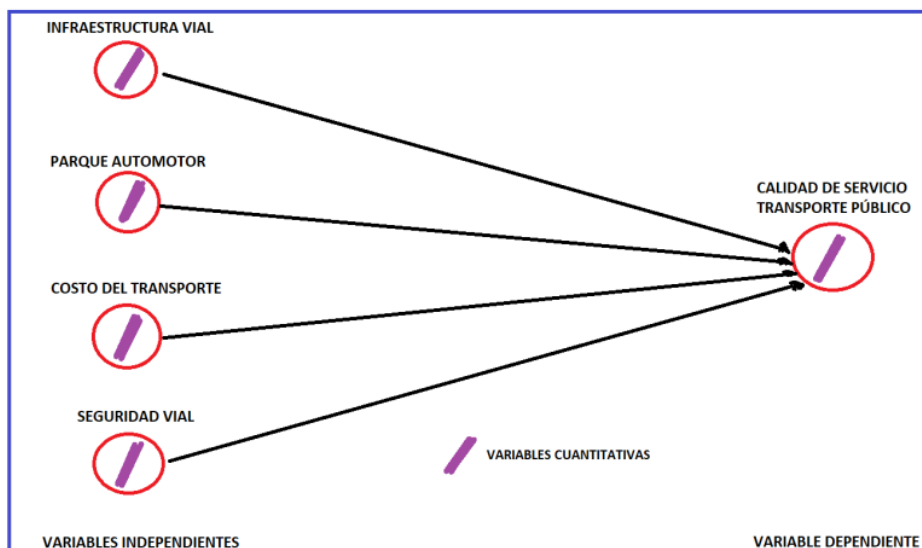 INFRAESTRUCTURA VIAL
PARQUE AUTOMOTOR
CALIDAD DE SERVICIO
TRANSPORTE PÚBLICO
COSTO DEL TRANSPORTE
SEGURIDAD VIAL
VARIABLES CUANTITATIVAS
VARIABLES INDEPENDIENTES
VARIABLE DEPENDIENTE